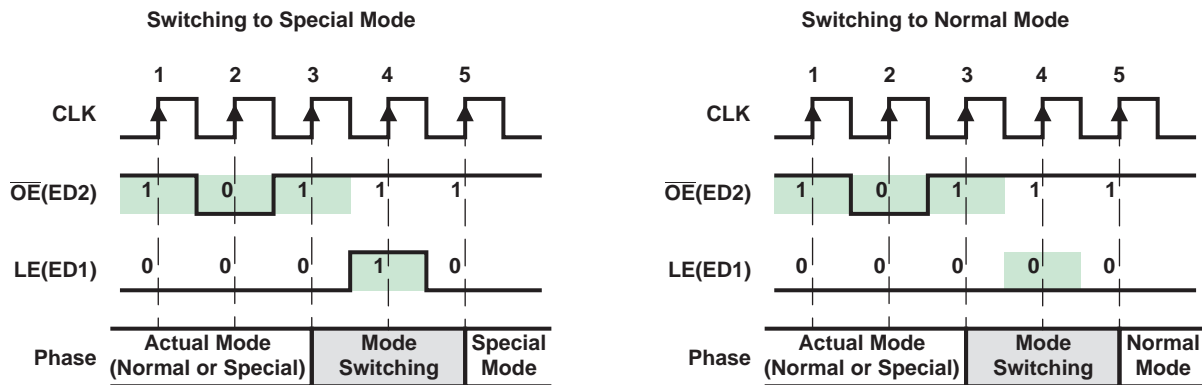 Switching to Special Mode
1 2 3 4 5
CLK
OE(ED2) 1 0 1 1 1
LE(ED1) 0 0 0 1 0
Phase
Actual Mode
(Normal or Special)
Mode
Switching
Special
Mode
Switching to Normal Mode
1 2 3 4 5
CLK
OE(ED2) 1 0 1 1 1
LE(ED1) 0 0 0 0 0
Phase
Actual Mode
(Normal or Special)
Mode
Switching
Normal
Mode